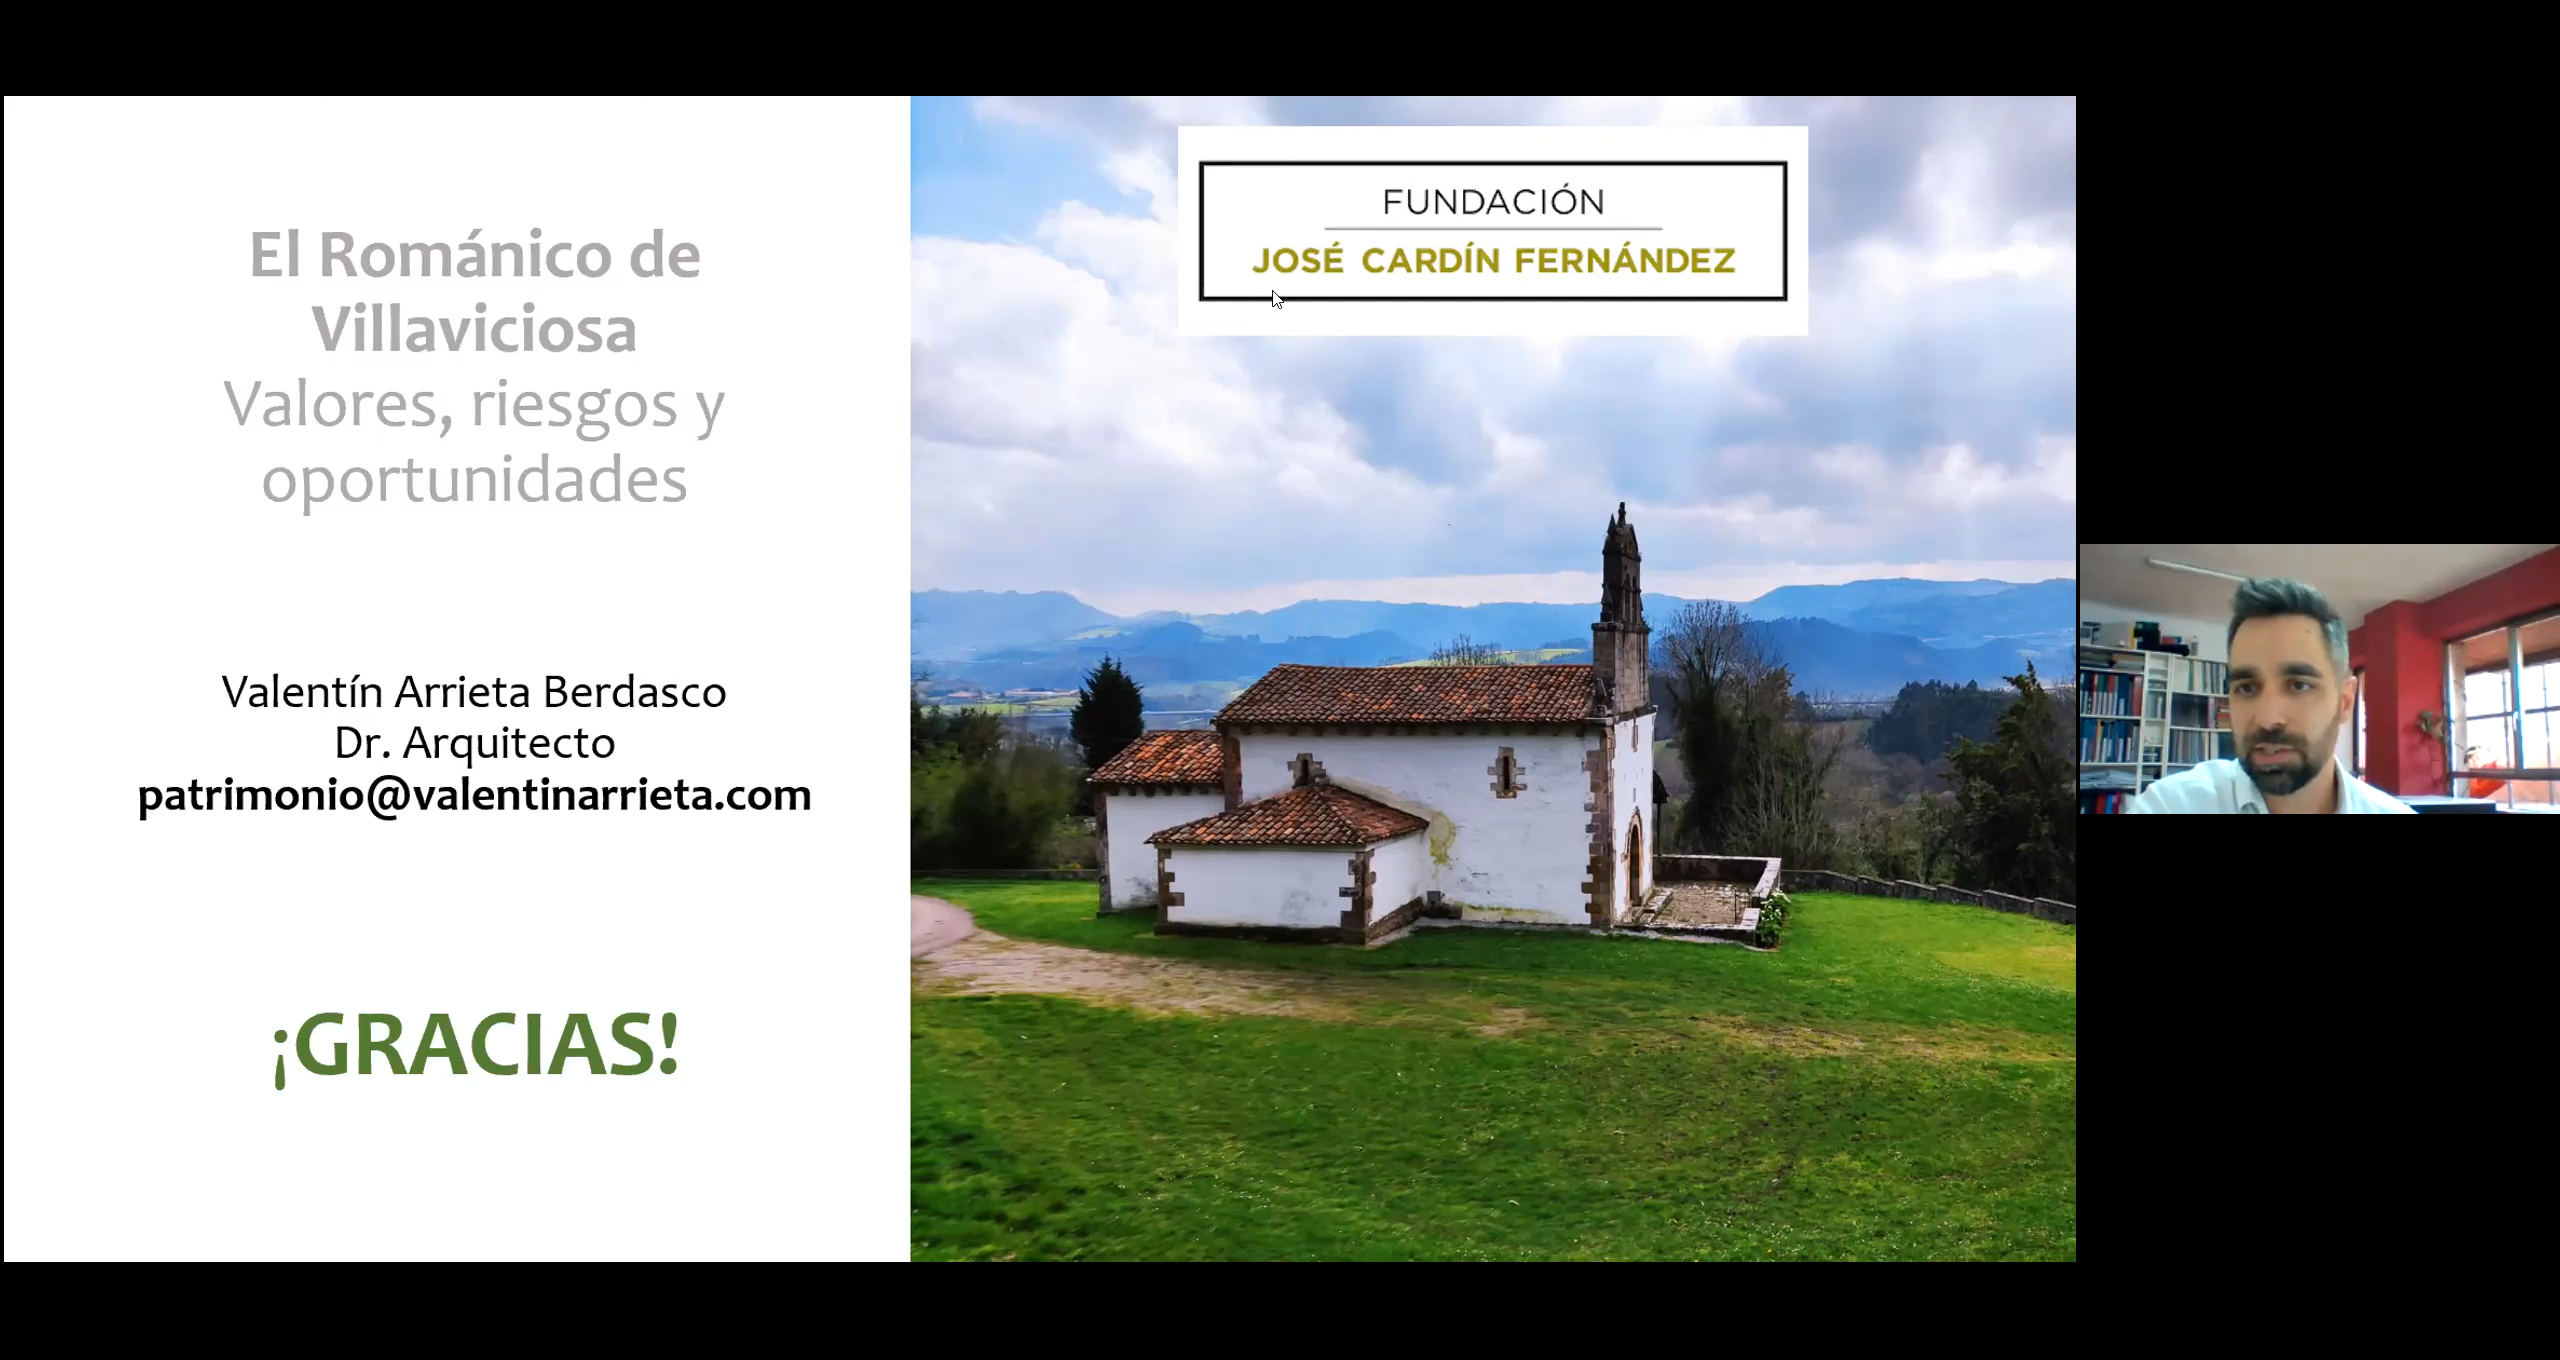 El Románico de
Villaviciosa
Valores, riesgos y
oportunidades
Valentín Arrieta Berdasco
Dr. Arquitecto
patrimonio@valentinarrieta.com
¡GRACIAS!
FUNDACIÓN
JOSÉ CARDÍN FERNÁNDEZ